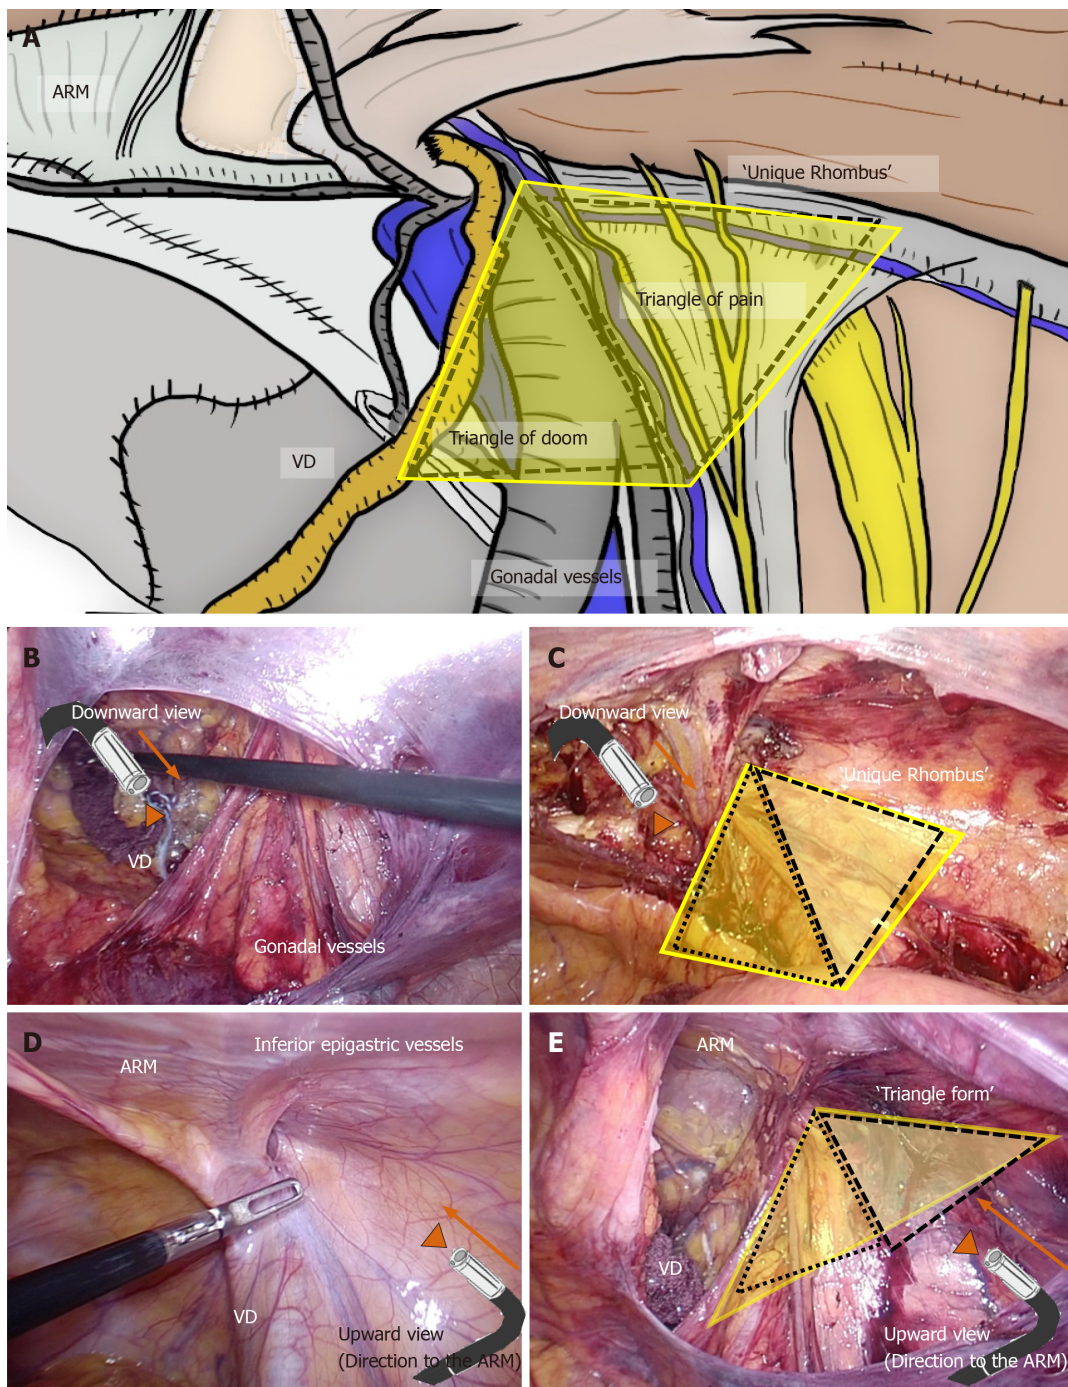 A
ARM
'Unique Rhombus'
Triangle of pain
Triangle of doom
VD
Gonadal vessels
B
Downward view
VD
Gonadal vessels
C
Downward view
'Unique Rhombus'
D
ARM
Inferior epigastric vessels
VD
Upward view
(Direction to the ARM)
E
ARM
'Triangle form'
VD
Upward vlew
(Direction to the ARM)